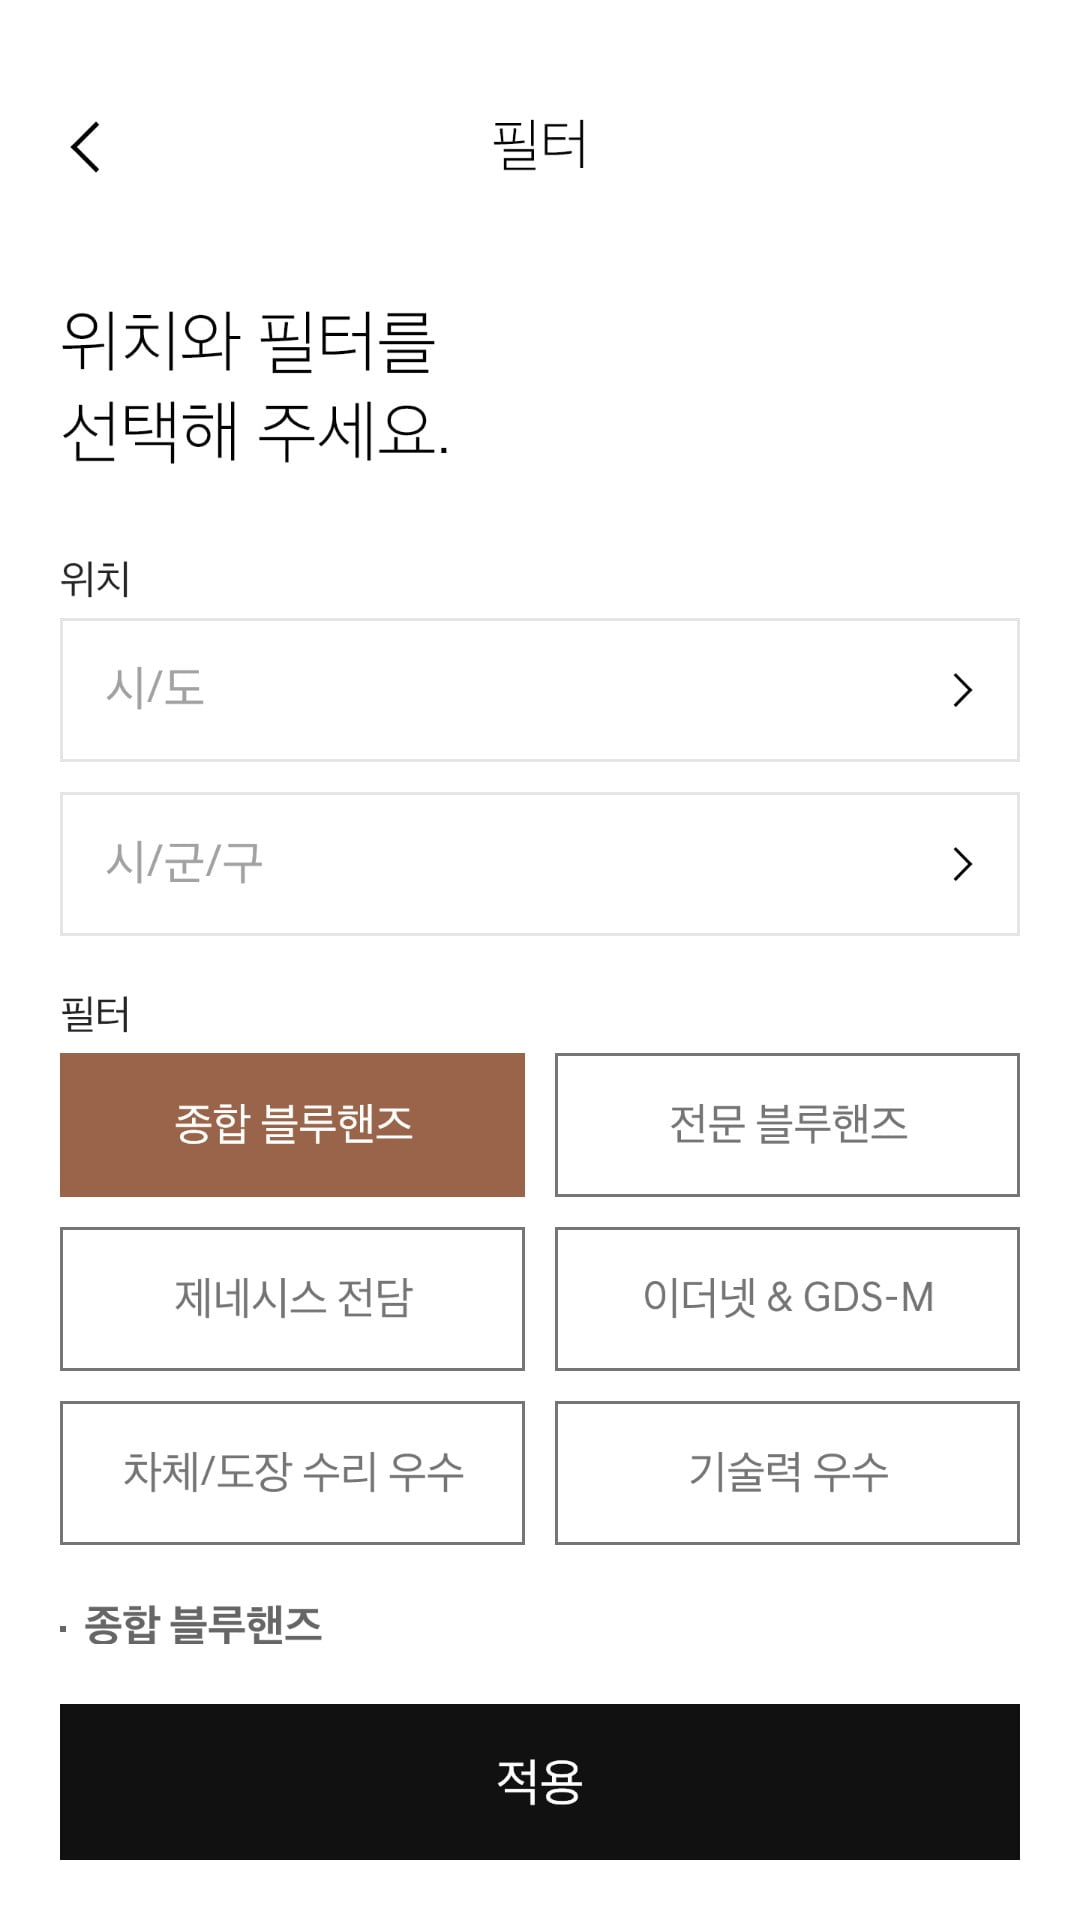 필터
위치와 필터를
선택해 주세요.
위치
시/도
시/군/구
필터
종합 블루핸즈
전문 블루핸즈
제네시스 전담
이더넷 & GDS-M
차체/도장 수리 우수
기술력 우수
· 종합 블루핸즈
적용